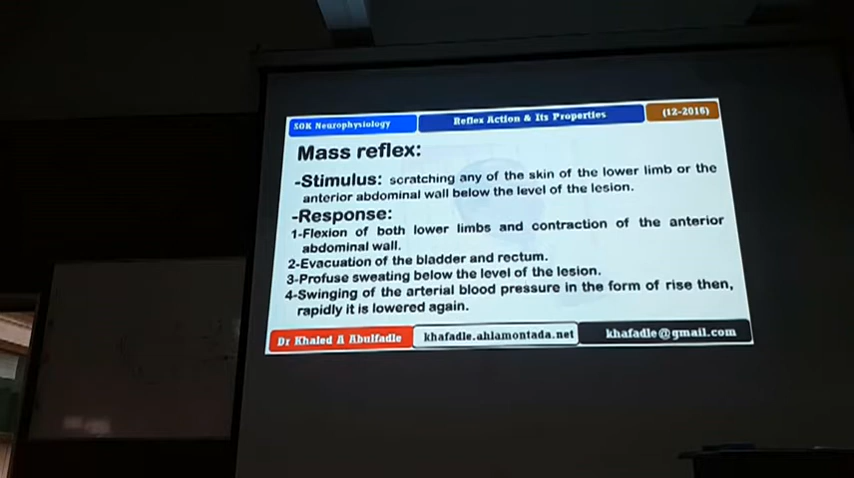 SOK Neurophysiology
Reflex Action & Its Properties
(12-2016)
Mass reflex:
-Stimulus: scratching any of the skin of the lower limb or the
anterior abdominal wall below the level of the lesion.
-Response:
1-Flexion of both lower limbs and contraction of the anterior
abdominal wall.
2-Evacuation of the bladder and rectum.
3-Profuse sweating below the level of the lesion.
4-Swinging of the arterial blood pressure in the form of rise then,
rapidly it is lowered again.
Dr Khaled A Abulfadle
khafadle.ahlamontada.net
khafadle@gmail.com